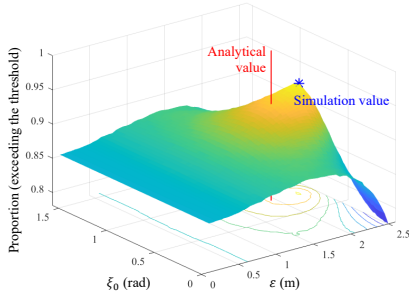 Proportion (exceeding the threshold)
1
0.95
0.9
0.85
0.8
Analytical
value
Simulation value
1.5
1
0.5
0
ξ₀ (rad)
0
0.5
1
1.5
2
2.5
ε (m)